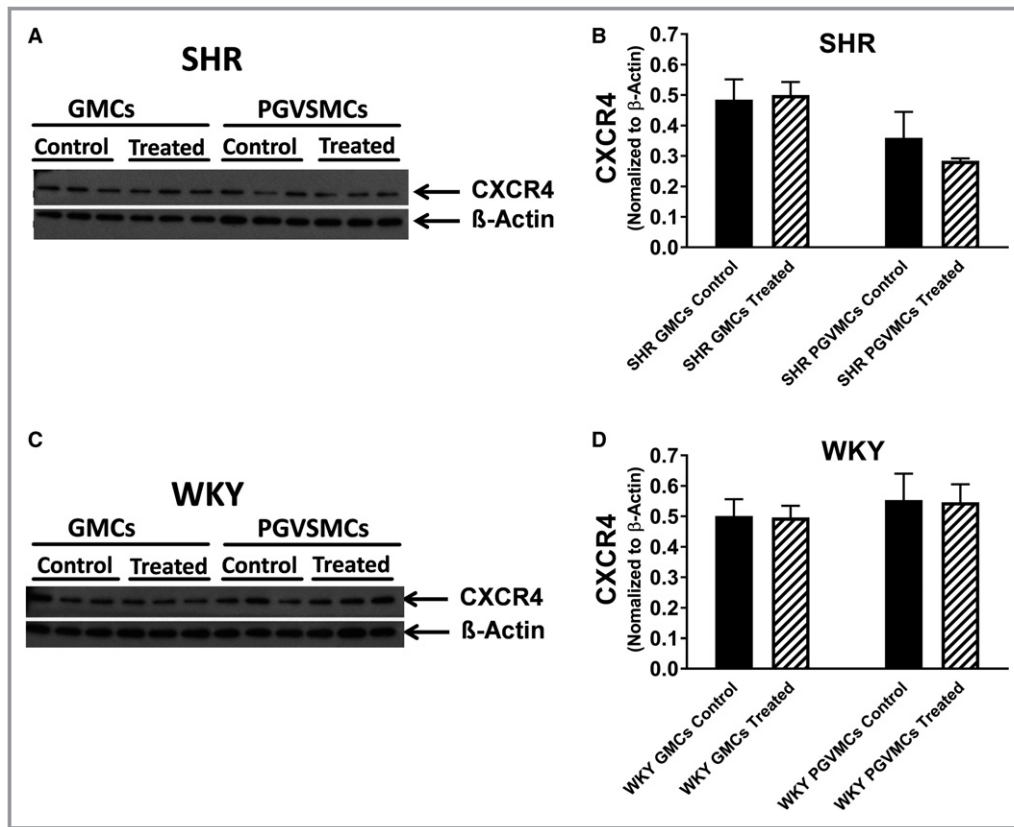 A
SHR
GMCs PGVSMCs
Control Treated Control Treated
CXCR4
ß-Actin
B
SHR
CXCR4
(Nomalized to β-Actin)
0.7
0.6
0.5
0.4
0.3
0.2
0.1
0.0
SHR GMCs Control
SHR GMCs Treated
SHR PGVMCs Control
SHR PGVMCs Treated
C
WKY
GMCs PGVSMCs
Control Treated Control Treated
CXCR4
ß-Actin
D
WKY
CXCR4
(Nomalized to β-Actin)
0.7
0.6
0.5
0.4
0.3
0.2
0.1
0.0
WKY GMCs Control
WKY GMCs Treated
WKY PGVMCs Control
WKY PGVMCs Treated